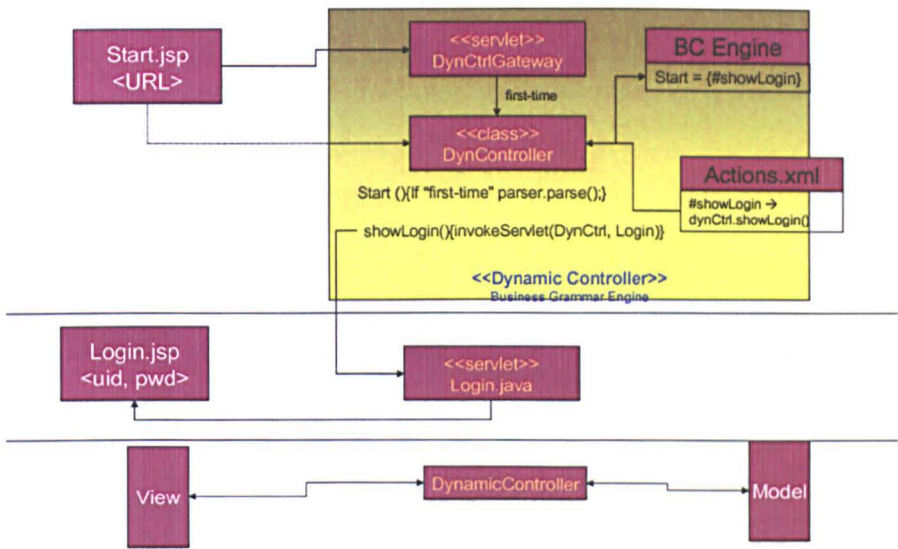 Start.jsp
<URL>
<<servlet>>
DynCtrlGateway
first-time
<<class>>
DynController
BC Engine
Start = {#showLogin}
Actions.xml
#showLogin →
dynCtrl.showLogin()
Start (){If "first-time" parser.parse();}
showLogin(){invokeServlet(DynCtrl, Login)}
<<Dynamic Controller>>
Business Grammar Engine
Login.jsp
<uid, pwd>
<<servlet>>
Login.java
View
DynamicController
Model